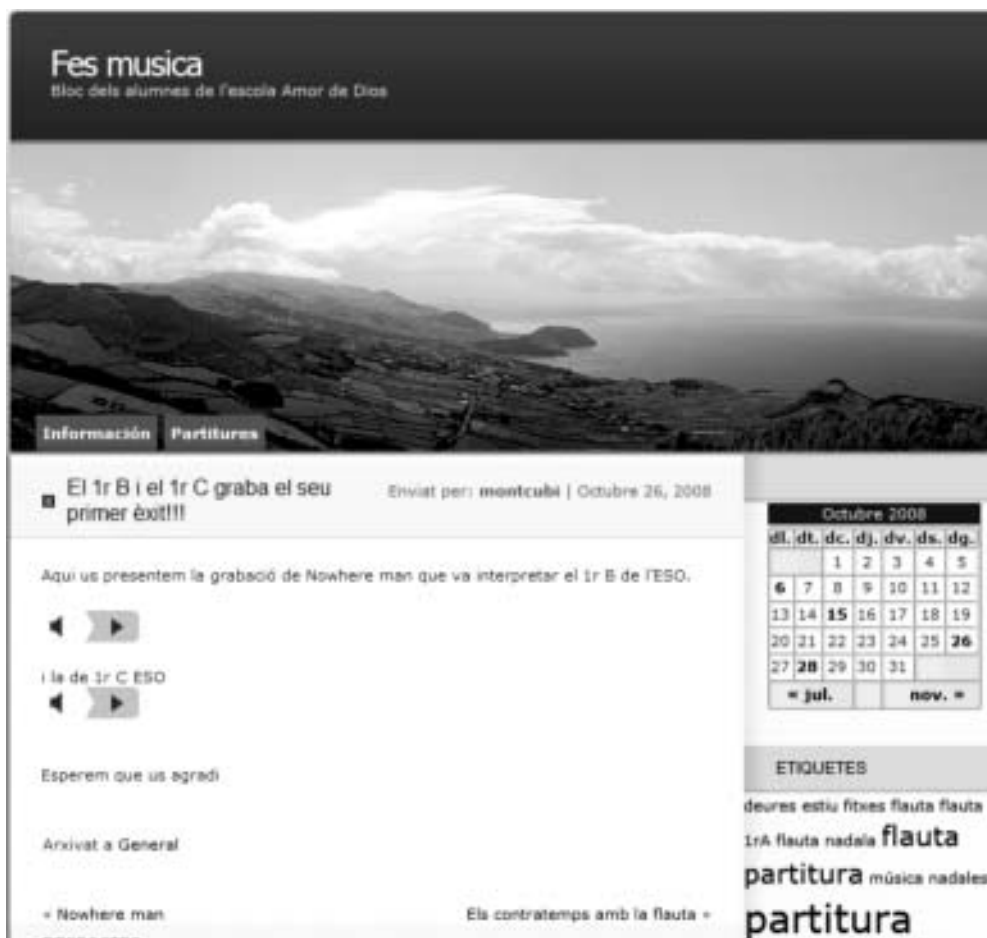 Fes musica
Bloc dels alumnes de l'escola Amor de Dios
Información Partitures
El 1r B i el 1r C graba el seu
primer èxit!!!
Enviat per: montcubi | Octubre 26, 2008
Aqui us presentem la grabació de Nowhere man que va interpretar el 1r B de l'ESO.
i la de 1r C ESO
Esperem que us agradi
Arxivat a General
« Nowhere man
Els contratemps amb la flauta »
Octubre 2008
dl. dt. dc. dj. dv. ds. dg.
1 2 3 4 5
6 7 8 9 10 11 12
13 14 15 16 17 18 19
20 21 22 23 24 25 26
27 28 29 30 31
« jul. nov. »
ETIQUETES
deures estiu fitxes flauta flauta
1rA flauta nadala flauta
partitura música nadales
partitura